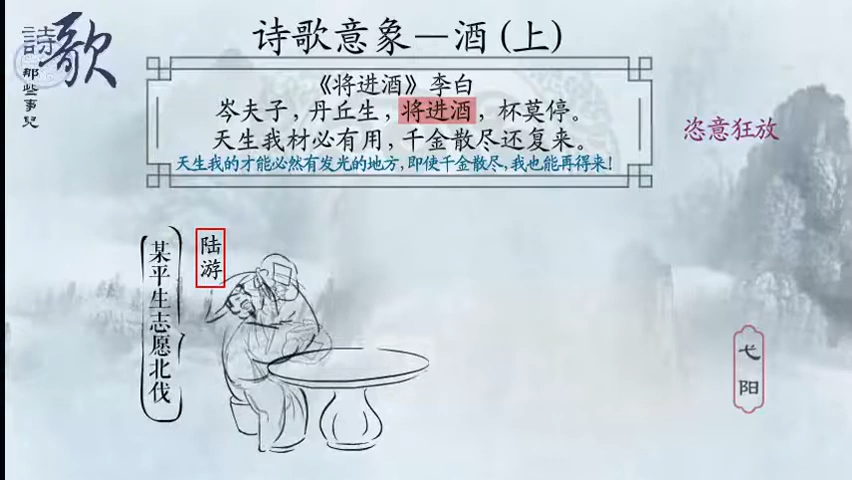 詩歌
那些事兒
诗歌意象—酒(上)
《将进酒》李白
岑夫子，丹丘生，将进酒，杯莫停。
天生我材必有用，千金散尽还复来。
天生我的才能必然有发光的地方，即使千金散尽，我也能再得来！
恣意狂放
某平生志愿北伐
陆游
弋阳